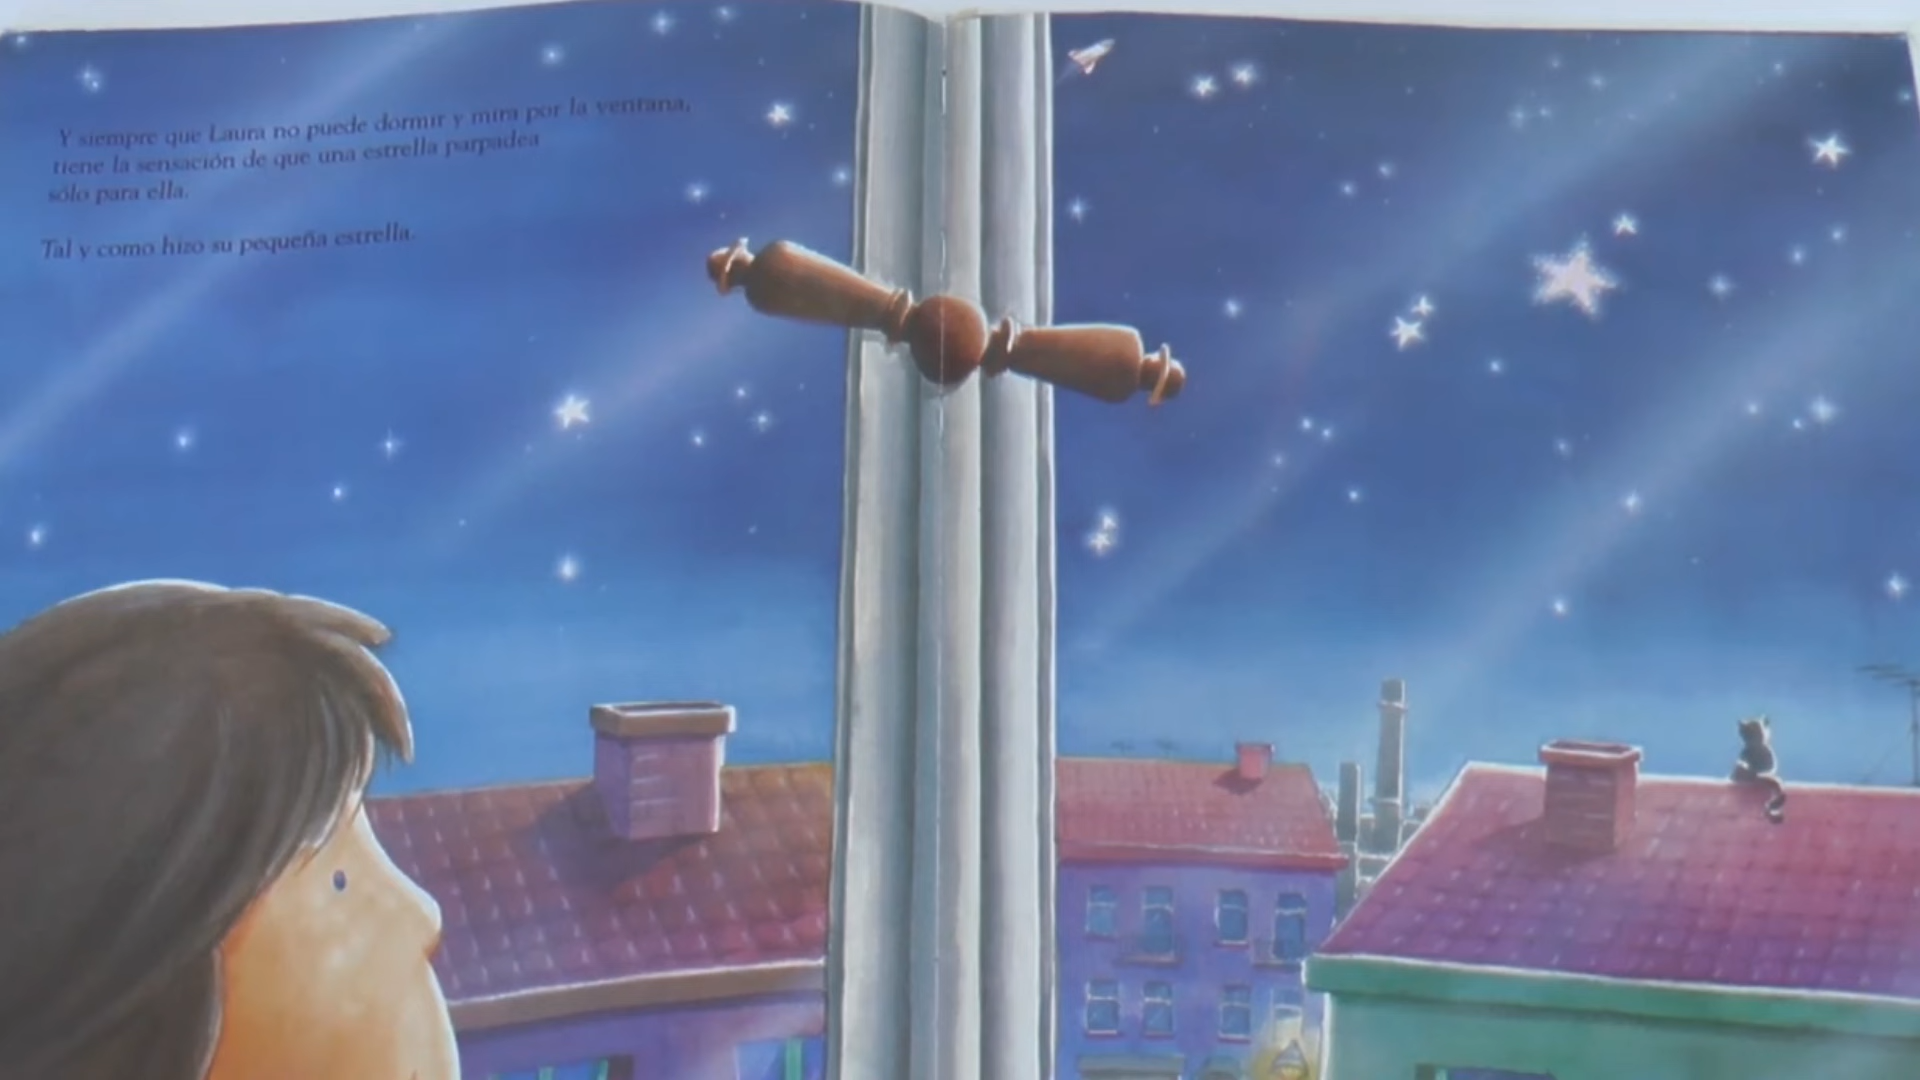 Y siempre que Laura no puede dormir y mira por la ventana,
tiene la sensación de que una estrella parpadea
sólo para ella.
Tal y como hizo su pequeña estrella.